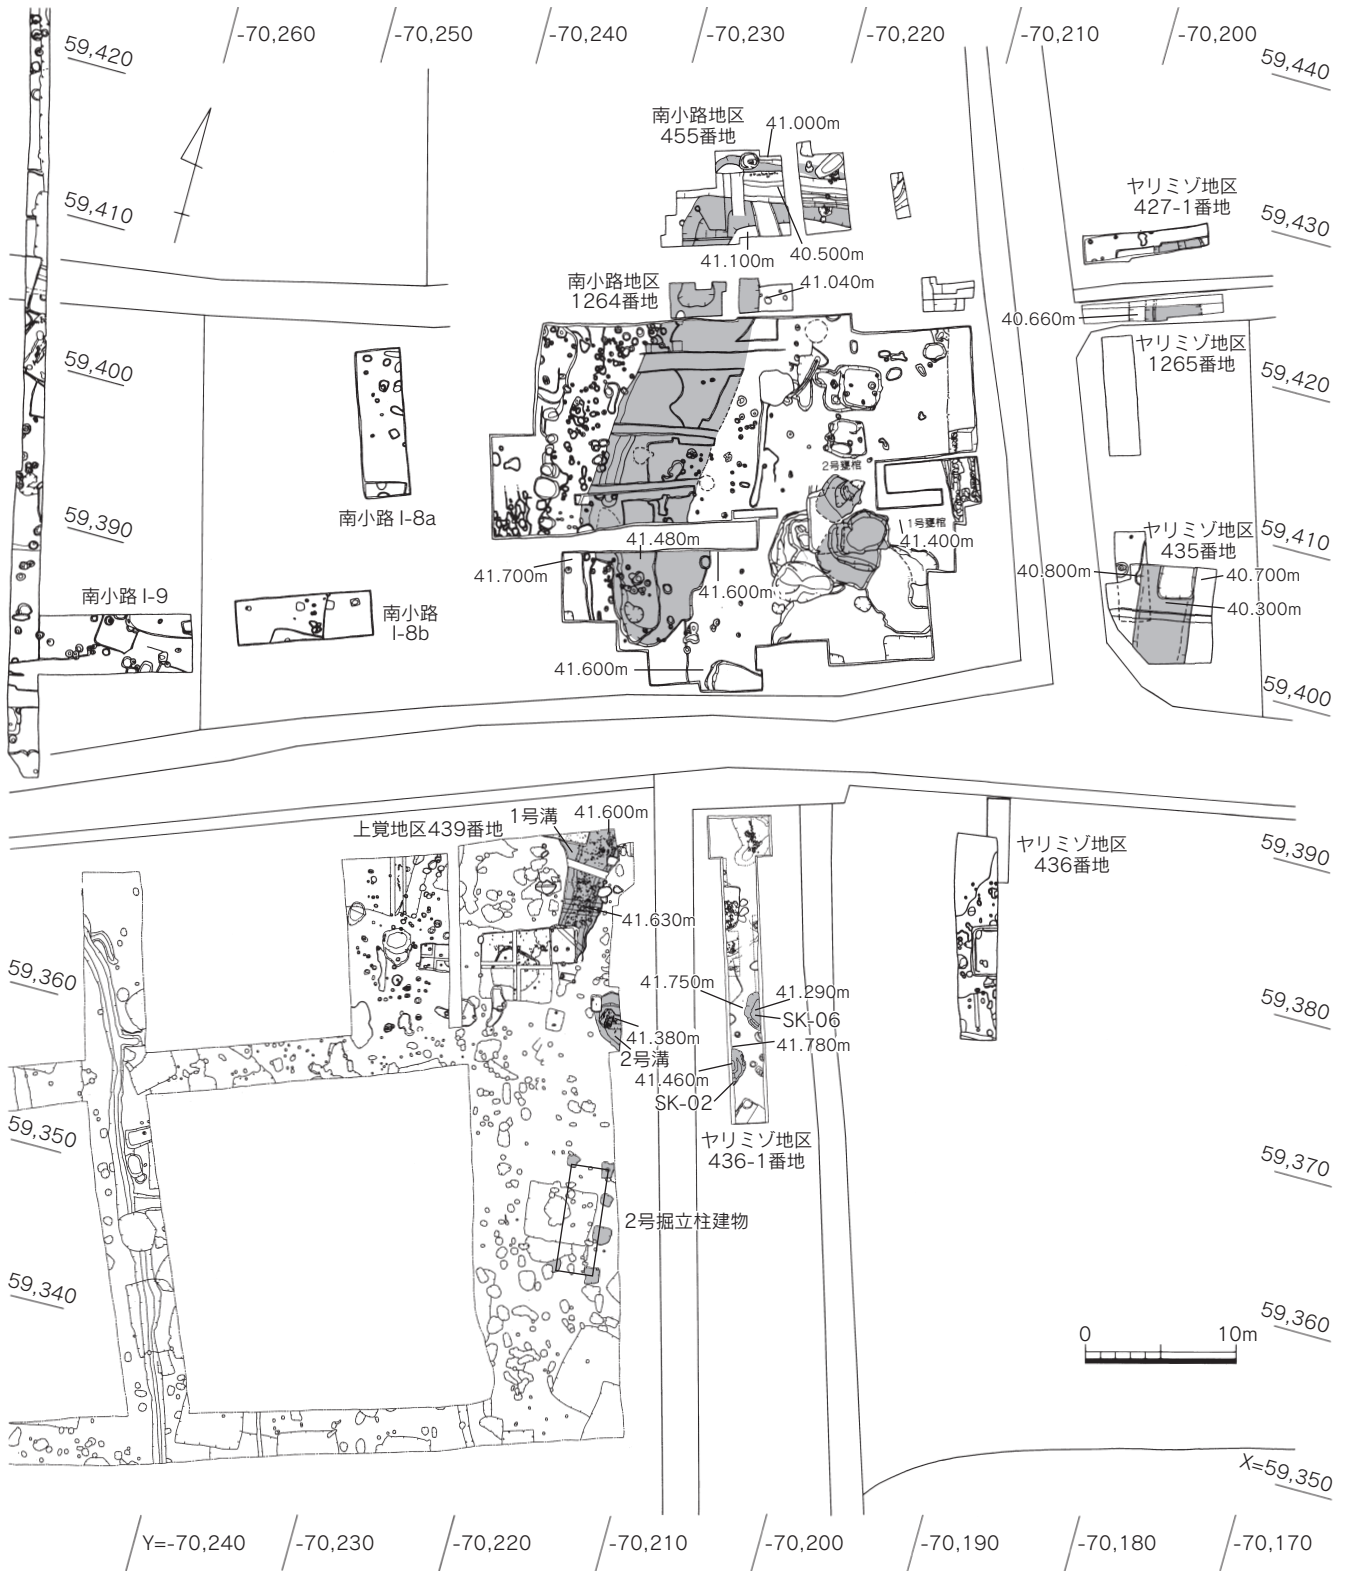 -70,260
-70,250
-70,240
-70,230
-70,220
-70,210
-70,200
59,420
59,440
南小路地区
455番地
41.000m
ヤリミゾ地区
427-1番地
59,410
59,430
41.100m
40.500m
南小路地区
1264番地
41.040m
40.660m
ヤリミゾ地区
1265番地
59,400
59,420
2号甕棺
南小路 I-8a
1号甕棺
41.400m
59,390
41.480m
ヤリミゾ地区
435番地
59,410
41.700m
41.600m
40.800m
40.700m
40.300m
南小路 I-9
南小路
I-8b
41.600m
59,400
上覚地区439番地
1号溝
41.600m
ヤリミゾ地区
436番地
59,390
41.630m
59,360
41.750m
41.290m
SK-06
59,380
41.380m
2号溝
41.780m
41.460m
SK-02
59,350
ヤリミゾ地区
436-1番地
59,370
2号掘立柱建物
59,340
59,360
0
10m
X=59,350
Y=-70,240
-70,230
-70,220
-70,210
-70,200
-70,190
-70,180
-70,170